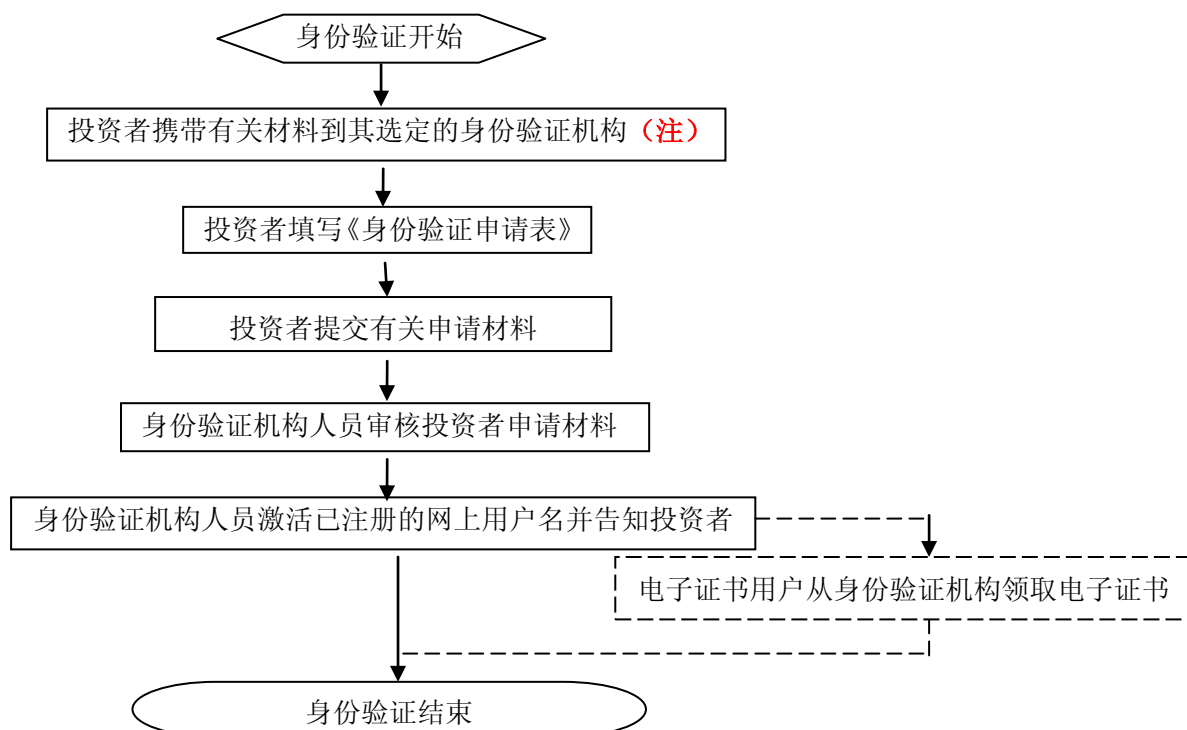 身份验证开始
投资者携带有关材料到其选定的身份验证机构（注）
投资者填写《身份验证申请表》
投资者提交有关申请材料
身份验证机构人员审核投资者申请材料
身份验证机构人员激活已注册的网上用户名并告知投资者
电子证书用户从身份验证机构领取电子证书
身份验证结束